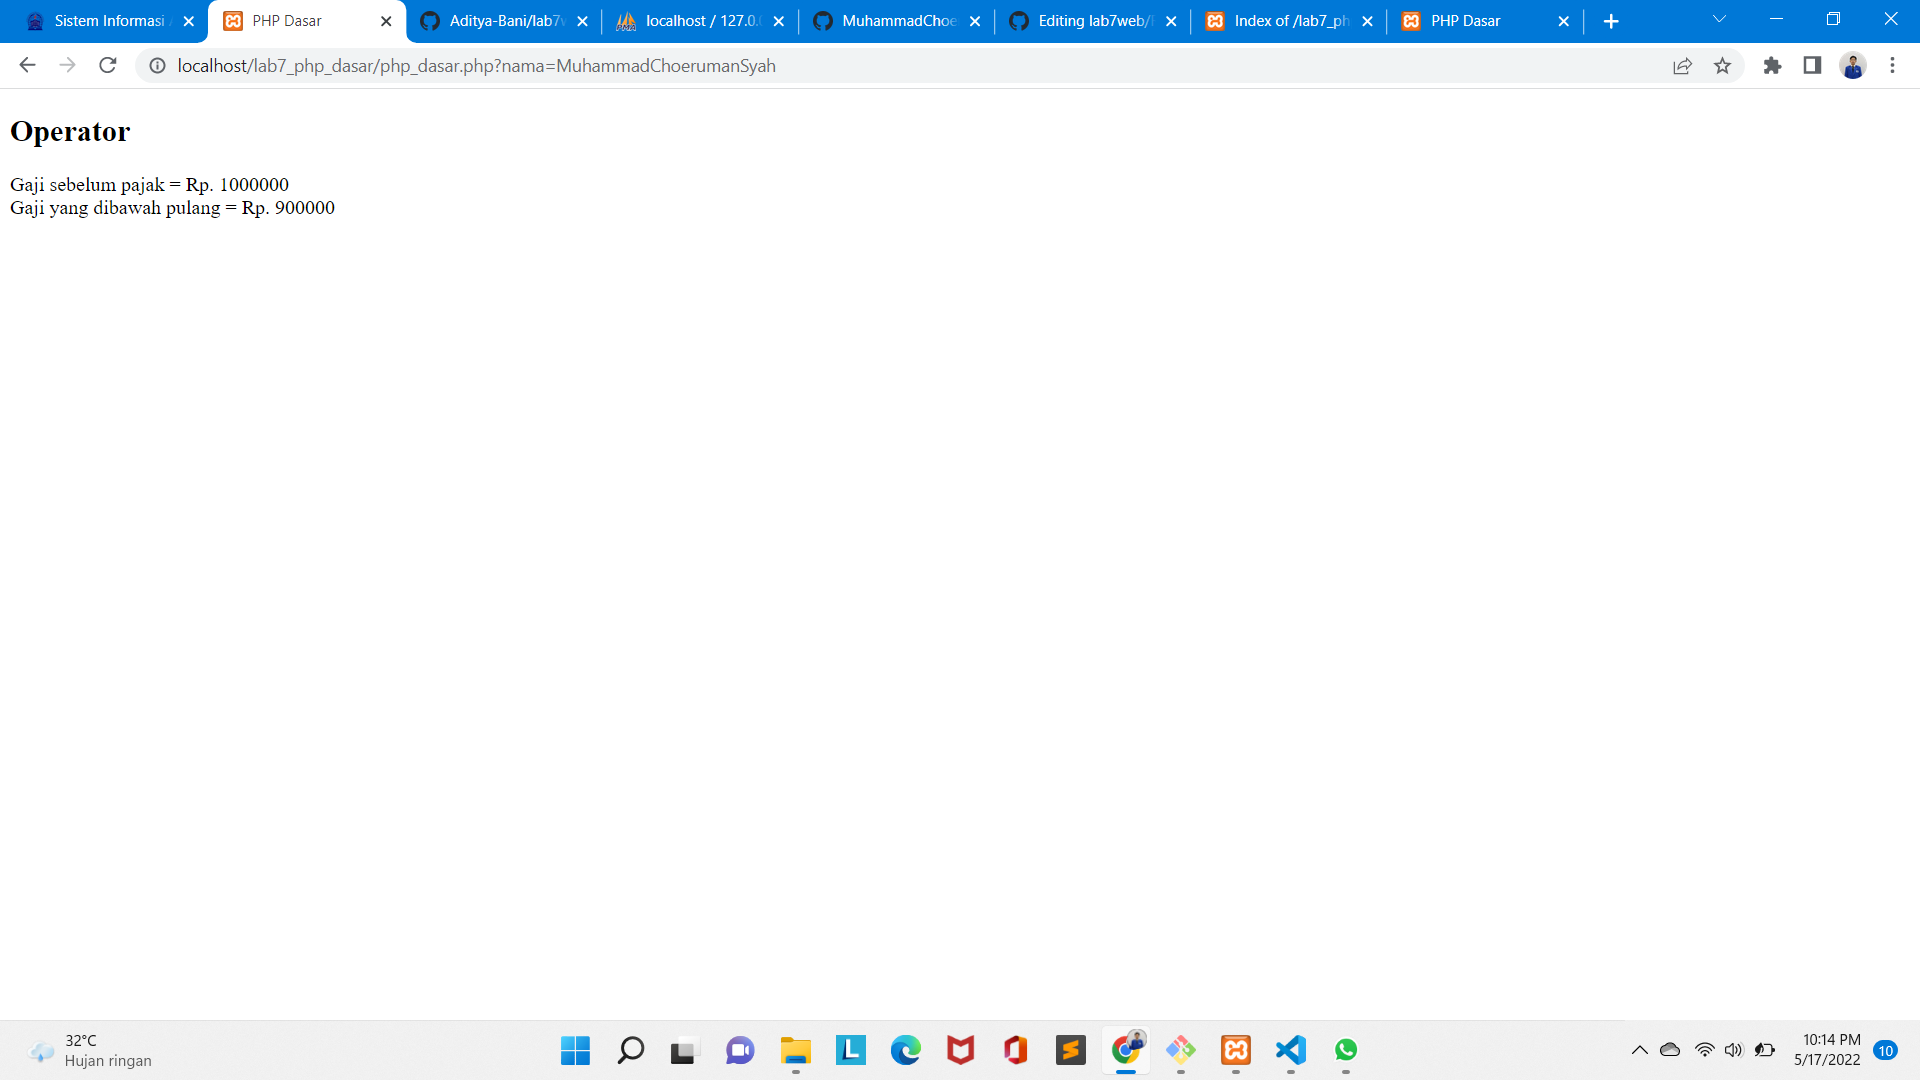 Sistem Informasi
PHP Dasar
Aditya-Bani/lab7w
localhost / 127.0.0
MuhammadChoe
Editing lab7web/
Index of /lab7_ph
PHP Dasar
localhost/lab7_php_dasar/php_dasar.php?nama=MuhammadChoerumanSyah
Operator
Gaji sebelum pajak = Rp. 1000000
Gaji yang dibawah pulang = Rp. 900000
32°C
Hujan ringan
10:14 PM
5/17/2022
10